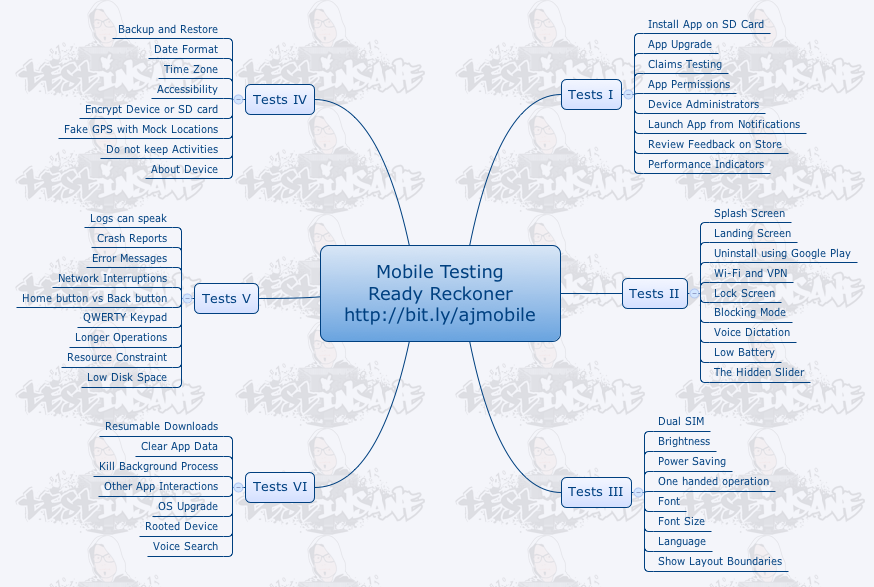 Mobile Testing
Ready Reckoner
http://bit.ly/ajmobile
Tests I
Install App on SD Card
App Upgrade
Claims Testing
App Permissions
Device Administrators
Launch App from Notifications
Review Feedback on Store
Performance Indicators
Tests II
Splash Screen
Landing Screen
Uninstall using Google Play
Wi-Fi and VPN
Lock Screen
Blocking Mode
Voice Dictation
Low Battery
The Hidden Slider
Tests III
Dual SIM
Brightness
Power Saving
One handed operation
Font
Font Size
Language
Show Layout Boundaries
Tests IV
Backup and Restore
Date Format
Time Zone
Accessibility
Encrypt Device or SD card
Fake GPS with Mock Locations
Do not keep Activities
About Device
Tests V
Logs can speak
Crash Reports
Error Messages
Network Interruptions
Home button vs Back button
QWERTY Keypad
Longer Operations
Resource Constraint
Low Disk Space
Tests VI
Resumable Downloads
Clear App Data
Kill Background Process
Other App Interactions
OS Upgrade
Rooted Device
Voice Search